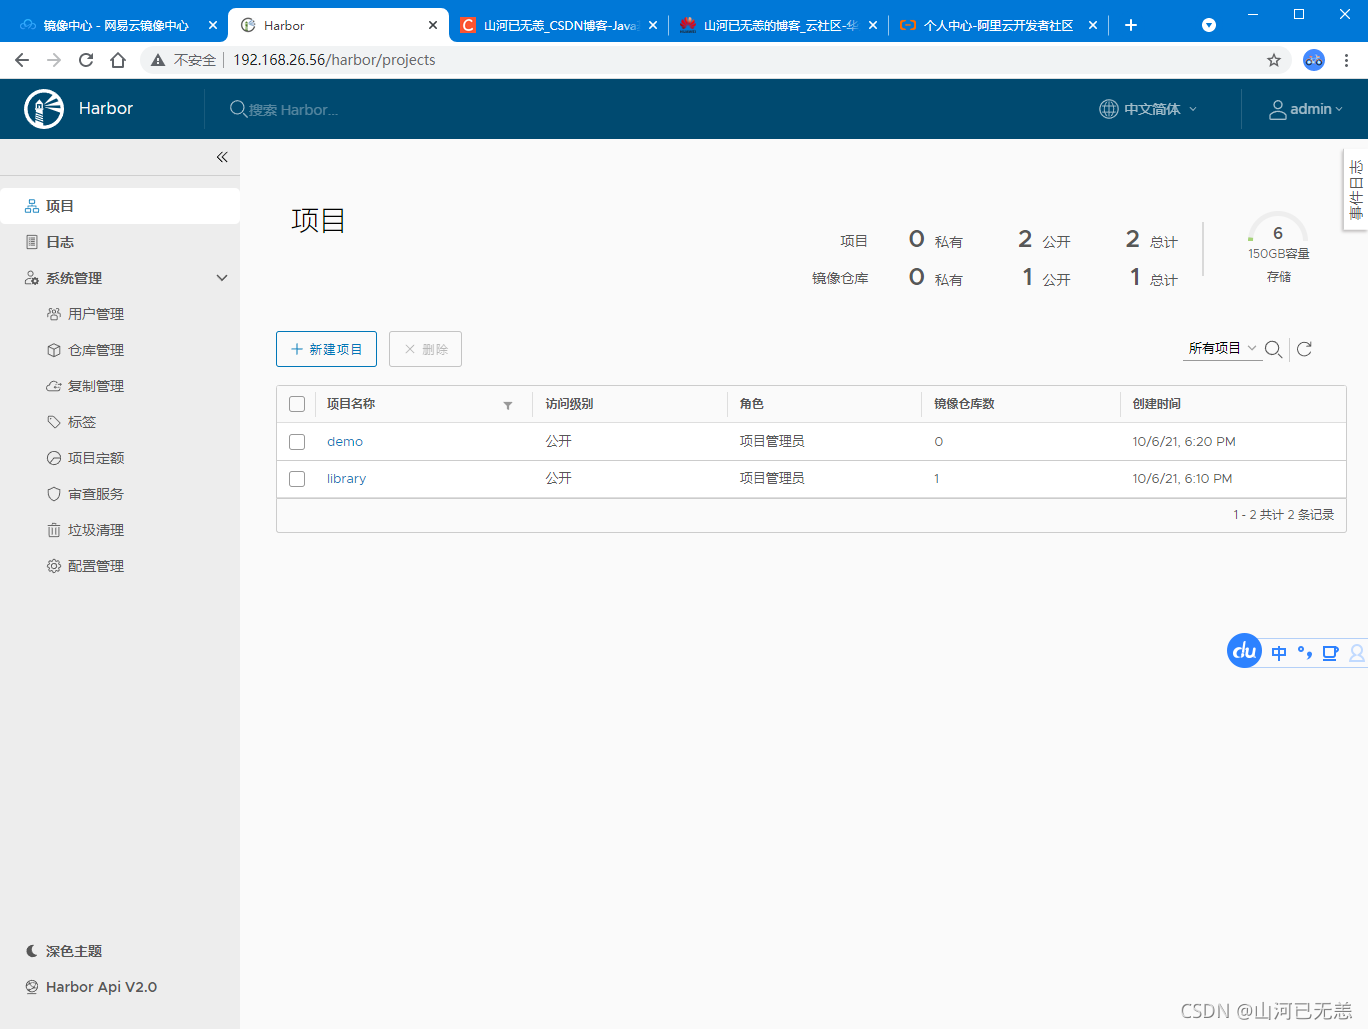 镜像中心 - 网易云镜像中心
Harbor
山河已无恙_CSDN博客-Java
山河已无恙的博客_云社区-华
个人中心-阿里云开发者社区
不安全
192.168.26.56/harbor/projects
Harbor
搜索 Harbor...
中文简体
admin
事件日志
项目
日志
系统管理
用户管理
仓库管理
复制管理
标签
项目定额
审查服务
垃圾清理
配置管理
深色主题
Harbor Api V2.0
项目
项目 0 私有 2 公开 2 总计
镜像仓库 0 私有 1 公开 1 总计
6
150GB容量
存储
新建项目
删除
所有项目
项目名称 访问级别 角色 镜像仓库数 创建时间
demo 公开 项目管理员 0 10/6/21, 6:20 PM
library 公开 项目管理员 1 10/6/21, 6:10 PM
1 - 2 共计 2 条记录
du 中 °,
CSDN @山河已无恙